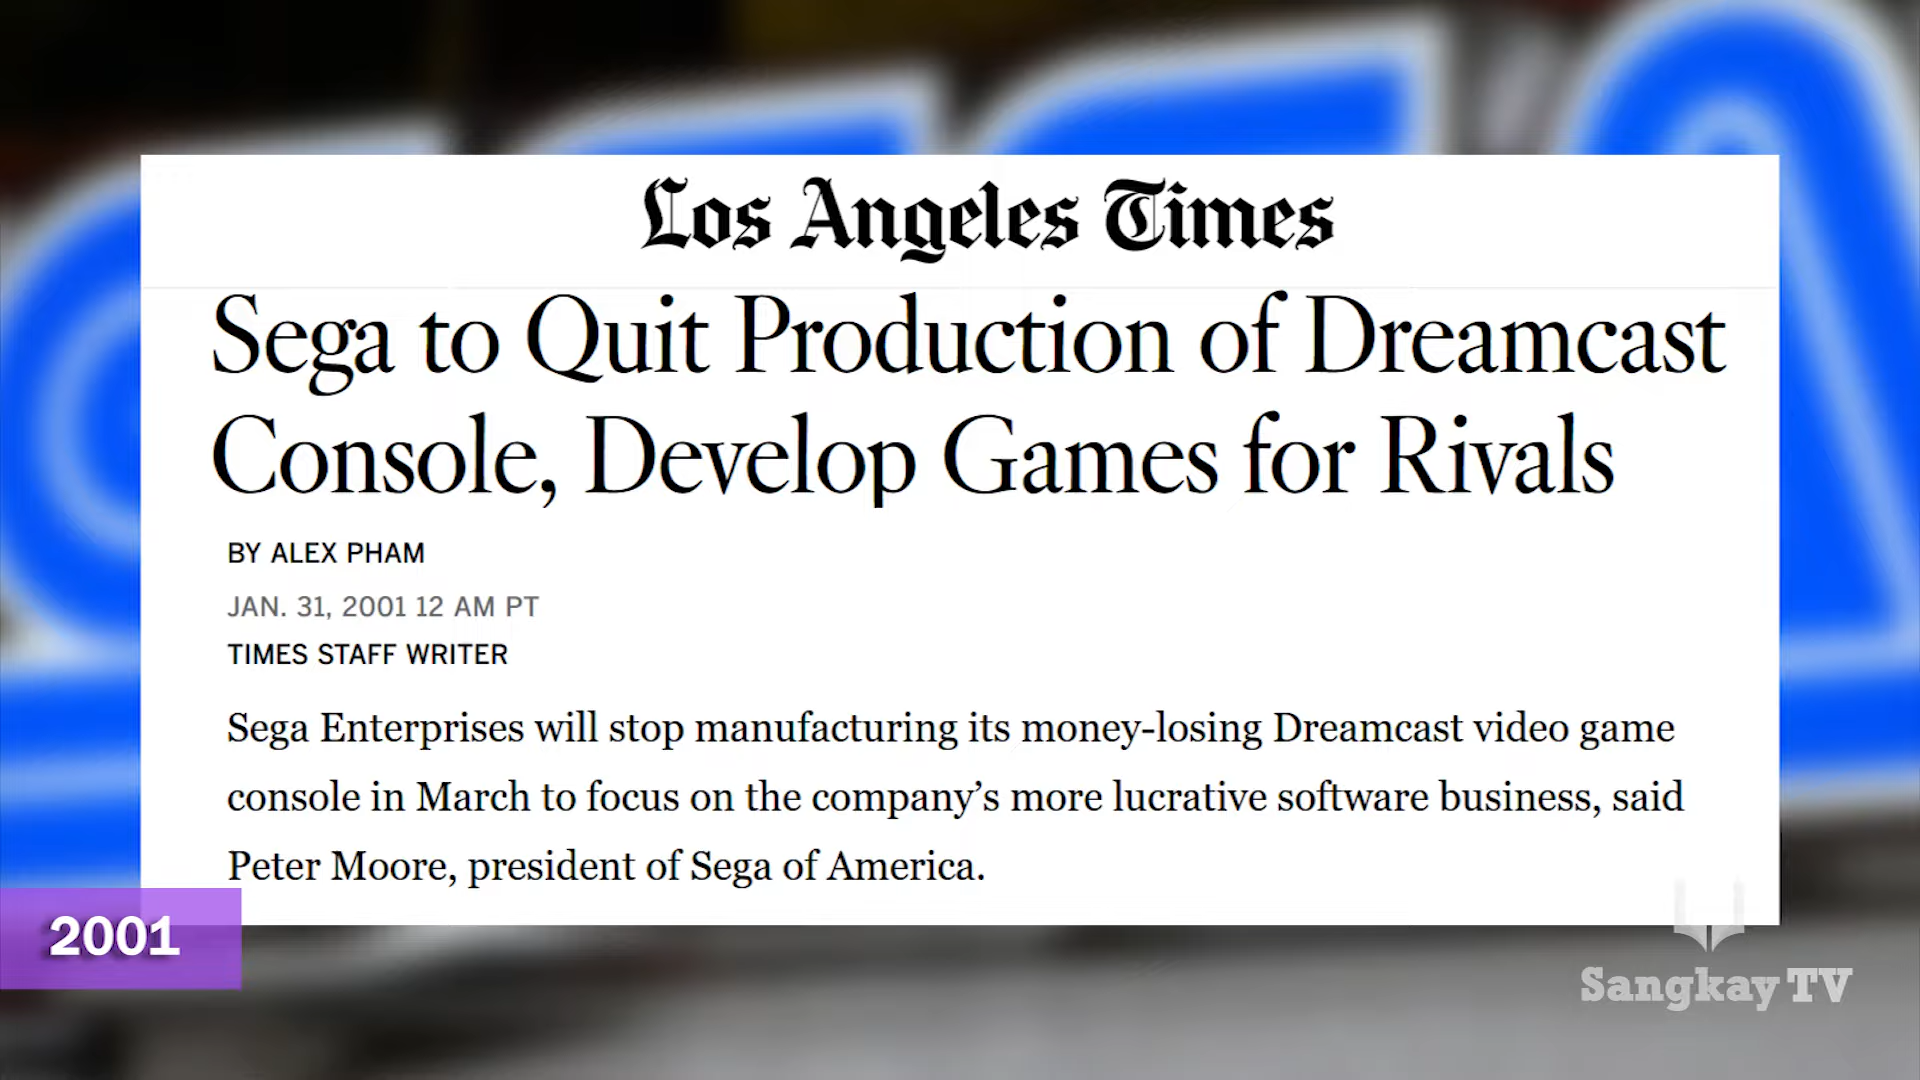 Los Angeles Times
Sega to Quit Production of Dreamcast
Console, Develop Games for Rivals
BY ALEX PHAM
JAN. 31, 2001 12 AM PT
TIMES STAFF WRITER
Sega Enterprises will stop manufacturing its money-losing Dreamcast video game
console in March to focus on the company’s more lucrative software business, said
Peter Moore, president of Sega of America.
2001
Sangkay TV